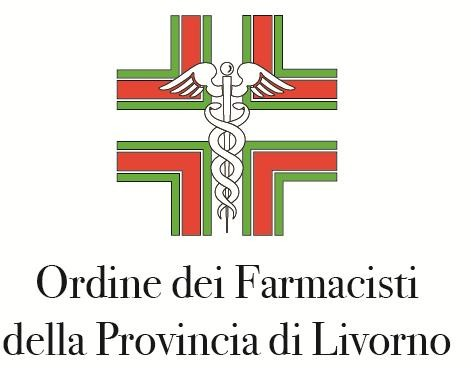 Ordine dei Farmacisti
della Provincia di Livorno